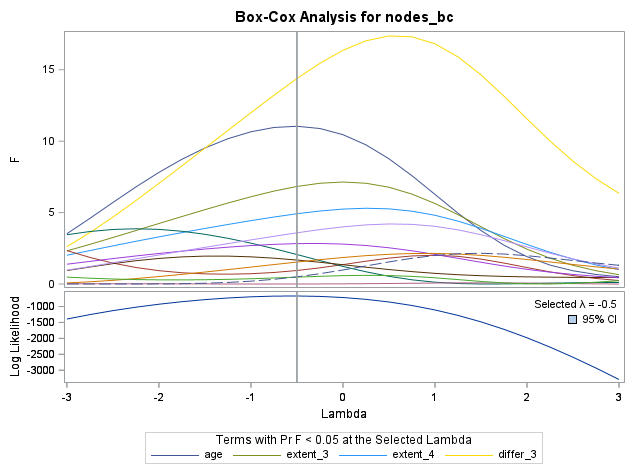 Box-Cox Analysis for nodes_bc
15
10
5
0
F
Selected λ = -0.5
95% CI
-1000
-1500
-2000
-2500
-3000
Log Likelihood
-3 -2 -1 0 1 2 3
Lambda
Terms with Pr F < 0.05 at the Selected Lambda
age extent_3 extent_4 differ_3